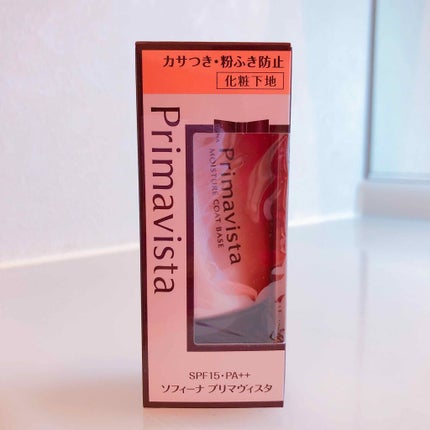 カサつき・粉ふき防止
化粧下地
Primavista
Primavista
MOISTURE COAT BASE
SPF15・PA++
ソフィーナ プリマヴィスタ